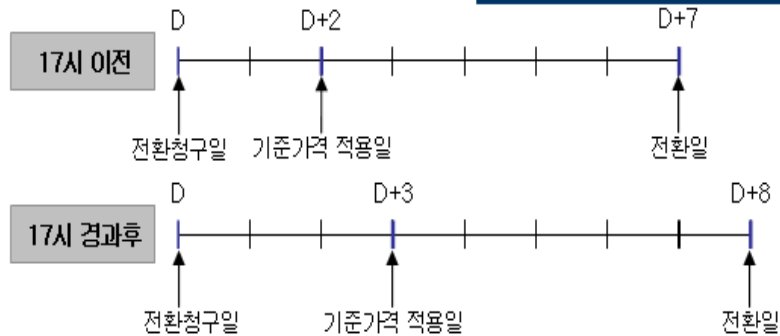 D D+2 D+7
17시 이전
전환청구일 기준가격 적용일 전환일
D D+3 D+8
17시 경과후
전환청구일 기준가격 적용일 전환일